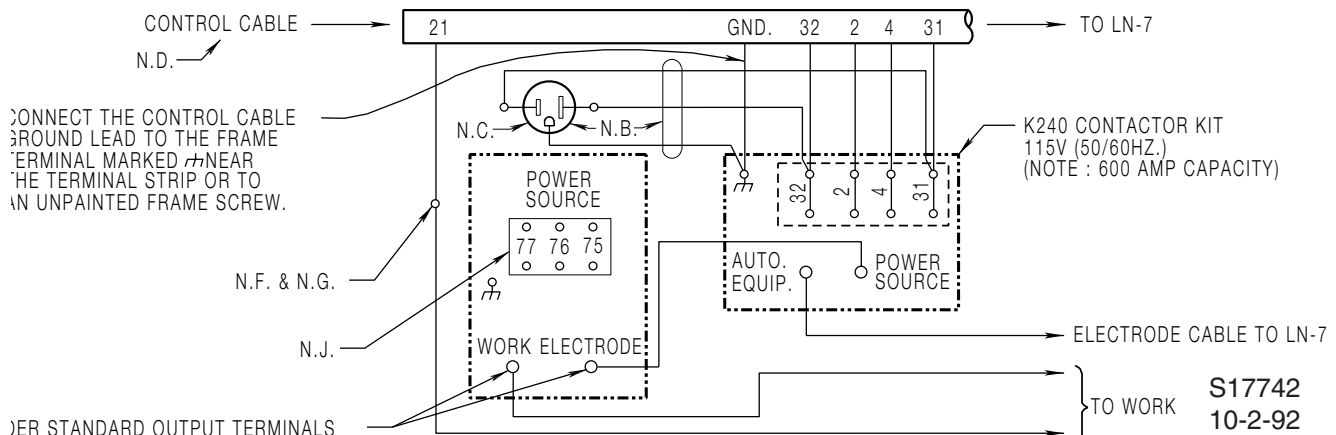 CONTROL CABLE
N.D.
21 GND. 32 2 4 31
TO LN-7
CONNECT THE CONTROL CABLE
GROUND LEAD TO THE FRAME
TERMINAL MARKED NEAR
THE TERMINAL STRIP OR TO
AN UNPAINTED FRAME SCREW.
N.C.
N.B.
K240 CONTACTOR KIT
115V (50/60HZ.)
(NOTE : 600 AMP CAPACITY)
POWER
SOURCE
77 76 75
32 2 4 31
N.F. & N.G.
AUTO.
EQUIP.
POWER
SOURCE
N.J.
WORK ELECTRODE
ELECTRODE CABLE TO LN-7
STANDARD OUTPUT TERMINALS
TO WORK
S17742
10-2-92